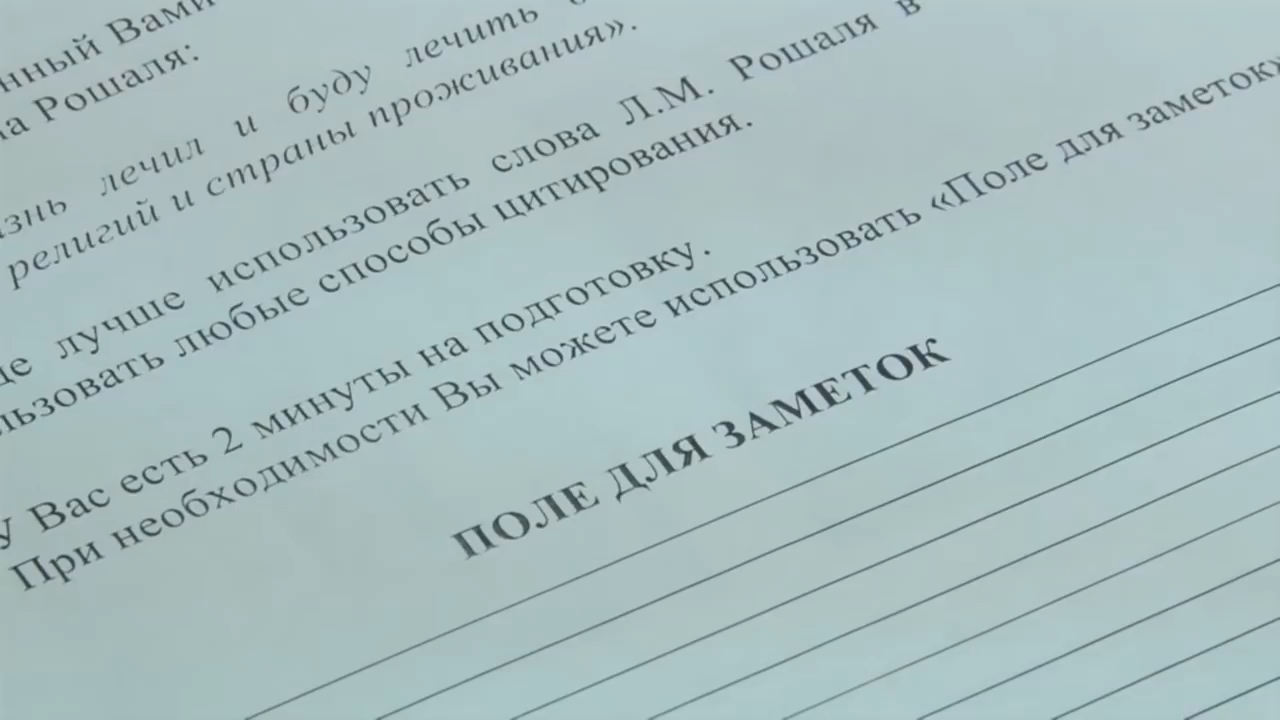 нный Вами
на Рошаля:
знь лечил и буду лечить
религий и страны проживания».
де лучше использовать слова Л.М. Рошаля в
льзовать любые способы цитирования.
У Вас есть 2 минуты на подготовку.
При необходимости Вы можете использовать «Поле для заметок»
ПОЛЕ ДЛЯ ЗАМЕТОК